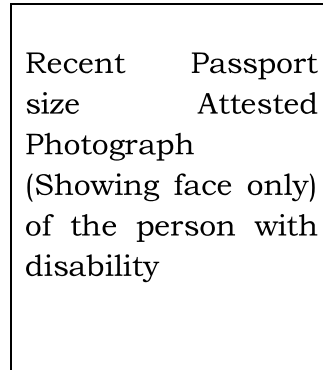 Recent Passport
size Attested
Photograph
(Showing face only)
of the person with
disability